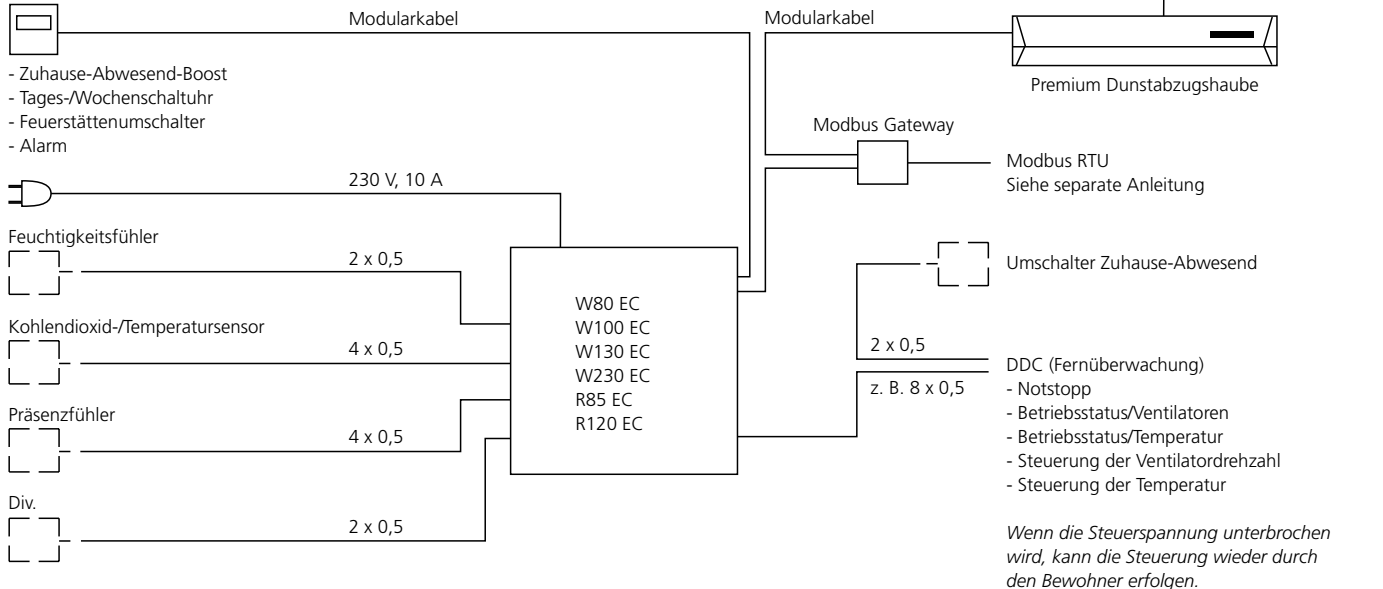 Modularkabel
Modularkabel
- Zuhause-Abwesend-Boost
- Tages-/Wochenschaltuhr
- Feuerstättenumschalter
- Alarm
Premium Dunstabzugshaube
Modbus Gateway
Modbus RTU
Siehe separate Anleitung
230 V, 10 A
Feuchtigkeitsfühler
2 x 0,5
Umschalter Zuhause-Abwesend
Kohlendioxid-/Temperatursensor
4 x 0,5
W80 EC
W100 EC
W130 EC
W230 EC
R85 EC
R120 EC
2 x 0,5
z. B. 8 x 0,5
DDC (Fernüberwachung)
- Notstopp
- Betriebsstatus/Ventilatoren
- Betriebsstatus/Temperatur
- Steuerung der Ventilatordrehzahl
- Steuerung der Temperatur
Präsenzfühler
4 x 0,5
Div.
2 x 0,5
Wenn die Steuerspannung unterbrochen
wird, kann die Steuerung wieder durch
den Bewohner erfolgen.